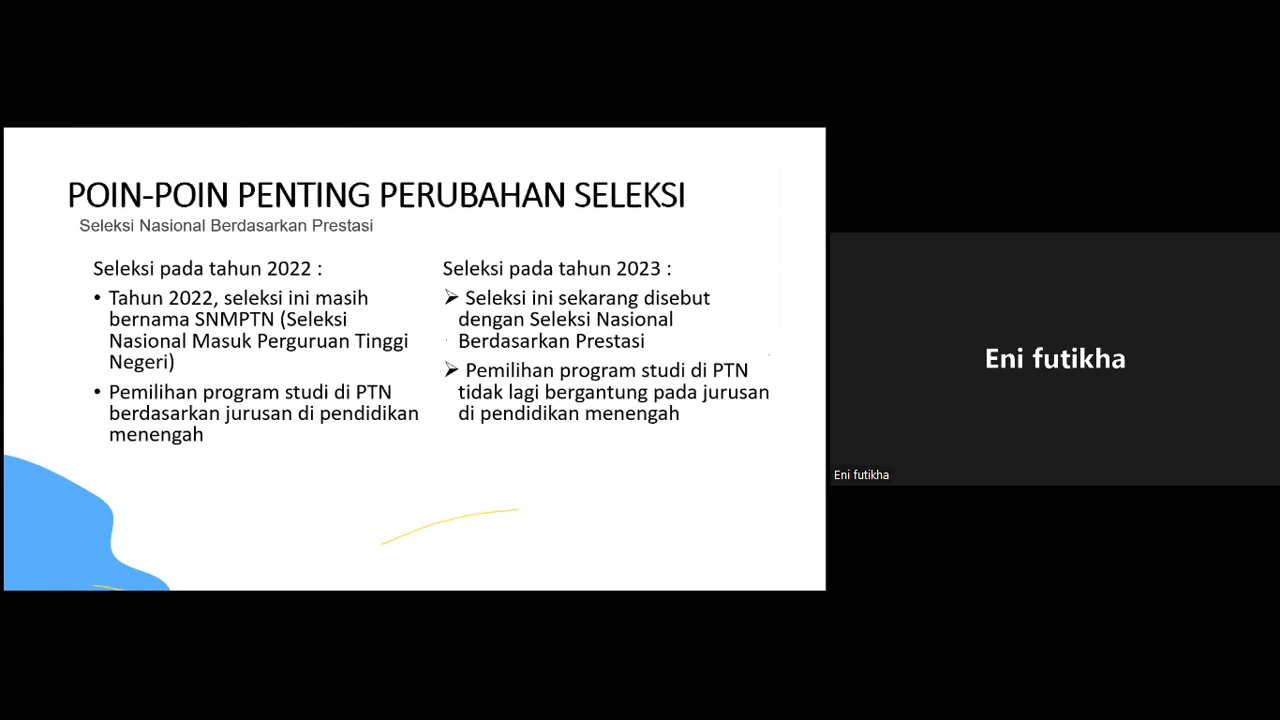 POIN-POIN PENTING PERUBAHAN SELEKSI
Seleksi Nasional Berdasarkan Prestasi
Seleksi pada tahun 2022 :
• Tahun 2022, seleksi ini masih
bernama SNMPTN (Seleksi
Nasional Masuk Perguruan Tinggi
Negeri)
• Pemilihan program studi di PTN
berdasarkan jurusan di pendidikan
menengah
Seleksi pada tahun 2023 :
➢ Seleksi ini sekarang disebut
dengan Seleksi Nasional
Berdasarkan Prestasi
➢ Pemilihan program studi di PTN
tidak lagi bergantung pada jurusan
di pendidikan menengah
Eni futikha
Eni futikha